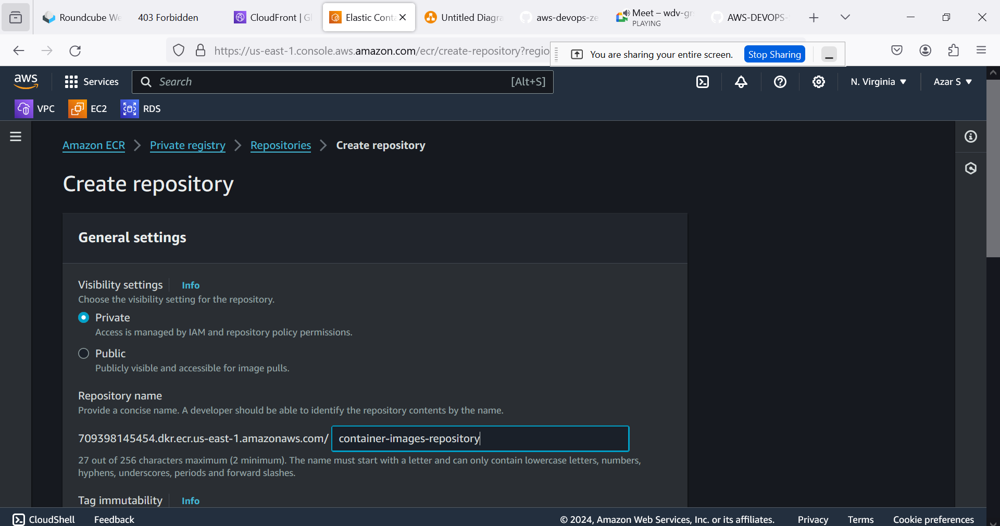 Roundcube We
403 Forbidden
CloudFront | Gl
Elastic Conta
Untitled Diagra
aws-devops-ze
Meet – wdv-gr
PLAYING
AWS-DEVOPS-
https://us-east-1.console.aws.amazon.com/ecr/create-repository?regio
You are sharing your entire screen.
Stop Sharing
aws
Services
Search
[Alt+S]
N. Virginia
Azar S
VPC
EC2
RDS
Amazon ECR
Private registry
Repositories
Create repository
Create repository
General settings
Visibility settings
Info
Choose the visibility setting for the repository.
Private
Access is managed by IAM and repository policy permissions.
Public
Publicly visible and accessible for image pulls.
Repository name
Provide a concise name. A developer should be able to identify the repository contents by the name.
709398145454.dkr.ecr.us-east-1.amazonaws.com/
container-images-repository
27 out of 256 characters maximum (2 minimum). The name must start with a letter and can only contain lowercase letters, numbers,
hyphens, underscores, periods and forward slashes.
Tag immutability
Info
CloudShell
Feedback
© 2024, Amazon Web Services, Inc. or its affiliates.
Privacy
Terms
Cookie preferences